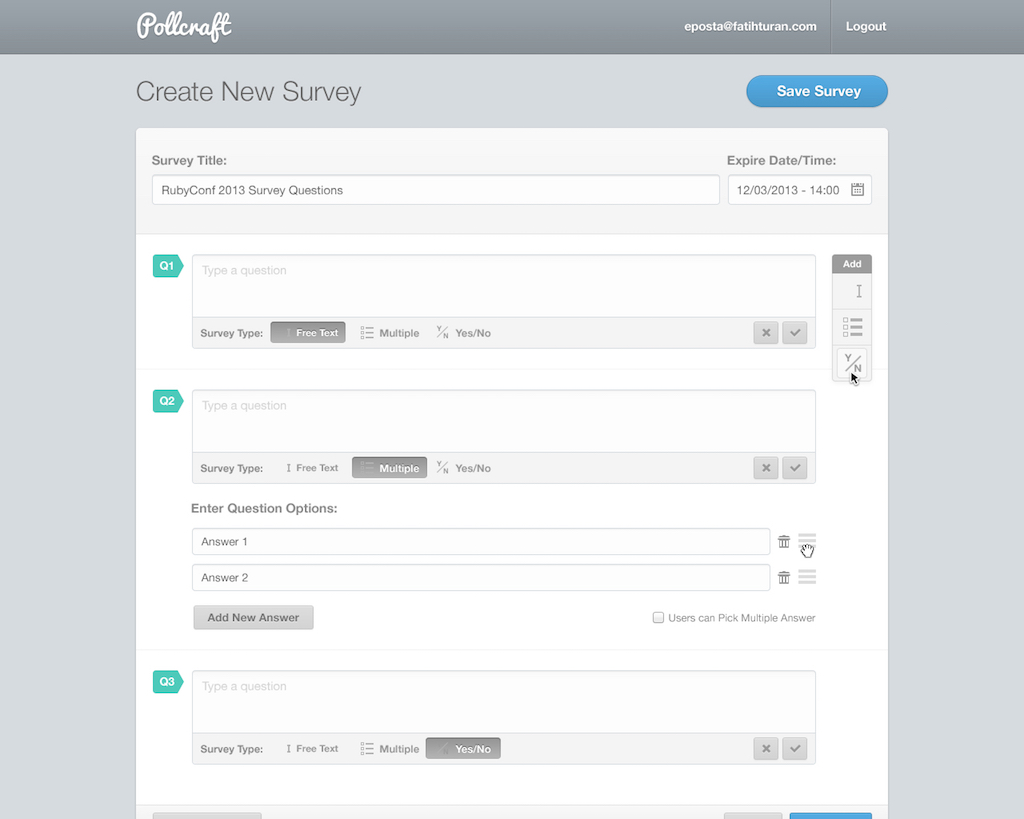 Pollcraft
eposta@fatihturan.com Logout
Create New Survey
Save Survey
Survey Title:
Expire Date/Time:
RubyConf 2013 Survey Questions
12/03/2013 - 14:00
Q1
Type a question
Add
Survey Type: Free Text Multiple Y/N Yes/No
Y/N
Q2
Type a question
Survey Type: Free Text Multiple Y/N Yes/No
Enter Question Options:
Answer 1
Answer 2
Add New Answer
Users can Pick Multiple Answer
Q3
Type a question
Survey Type: Free Text Multiple Yes/No